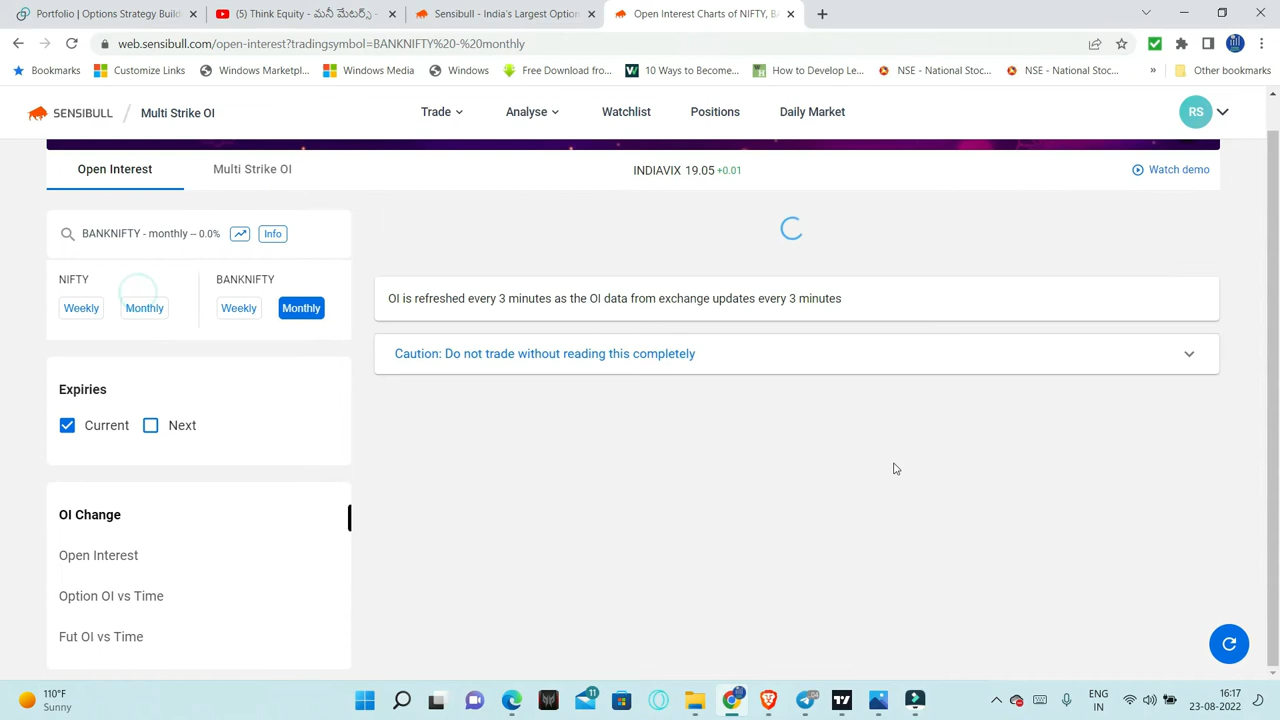 Portfolio | Options Strategy Build
(5) Think Equity - మనీ మేటర్స్ -
Sensibull - India's Largest Option
Open Interest Charts of NIFTY, BA
web.sensibull.com/open-interest?tradingsymbol=BANKNIFTY%20-%20monthly
Bookmarks
Customize Links
Windows Marketpl...
Windows Media
Windows
Free Download fro...
10 Ways to Become...
How to Develop Le...
NSE - National Stoc...
NSE - National Stoc...
»
Other bookmarks
SENSIBULL / Multi Strike OI
Trade
Analyse
Watchlist
Positions
Daily Market
RS
Open Interest
Multi Strike OI
INDIAVIX 19.05 +0.01
Watch demo
BANKNIFTY - monthly -- 0.0%
Info
NIFTY
BANKNIFTY
Weekly
Monthly
Weekly
Monthly
OI is refreshed every 3 minutes as the OI data from exchange updates every 3 minutes
Caution: Do not trade without reading this completely
Expiries
Current
Next
OI Change
Open Interest
Option OI vs Time
Fut OI vs Time
110°F
Sunny
11
ENG
IN
16:17
23-08-2022